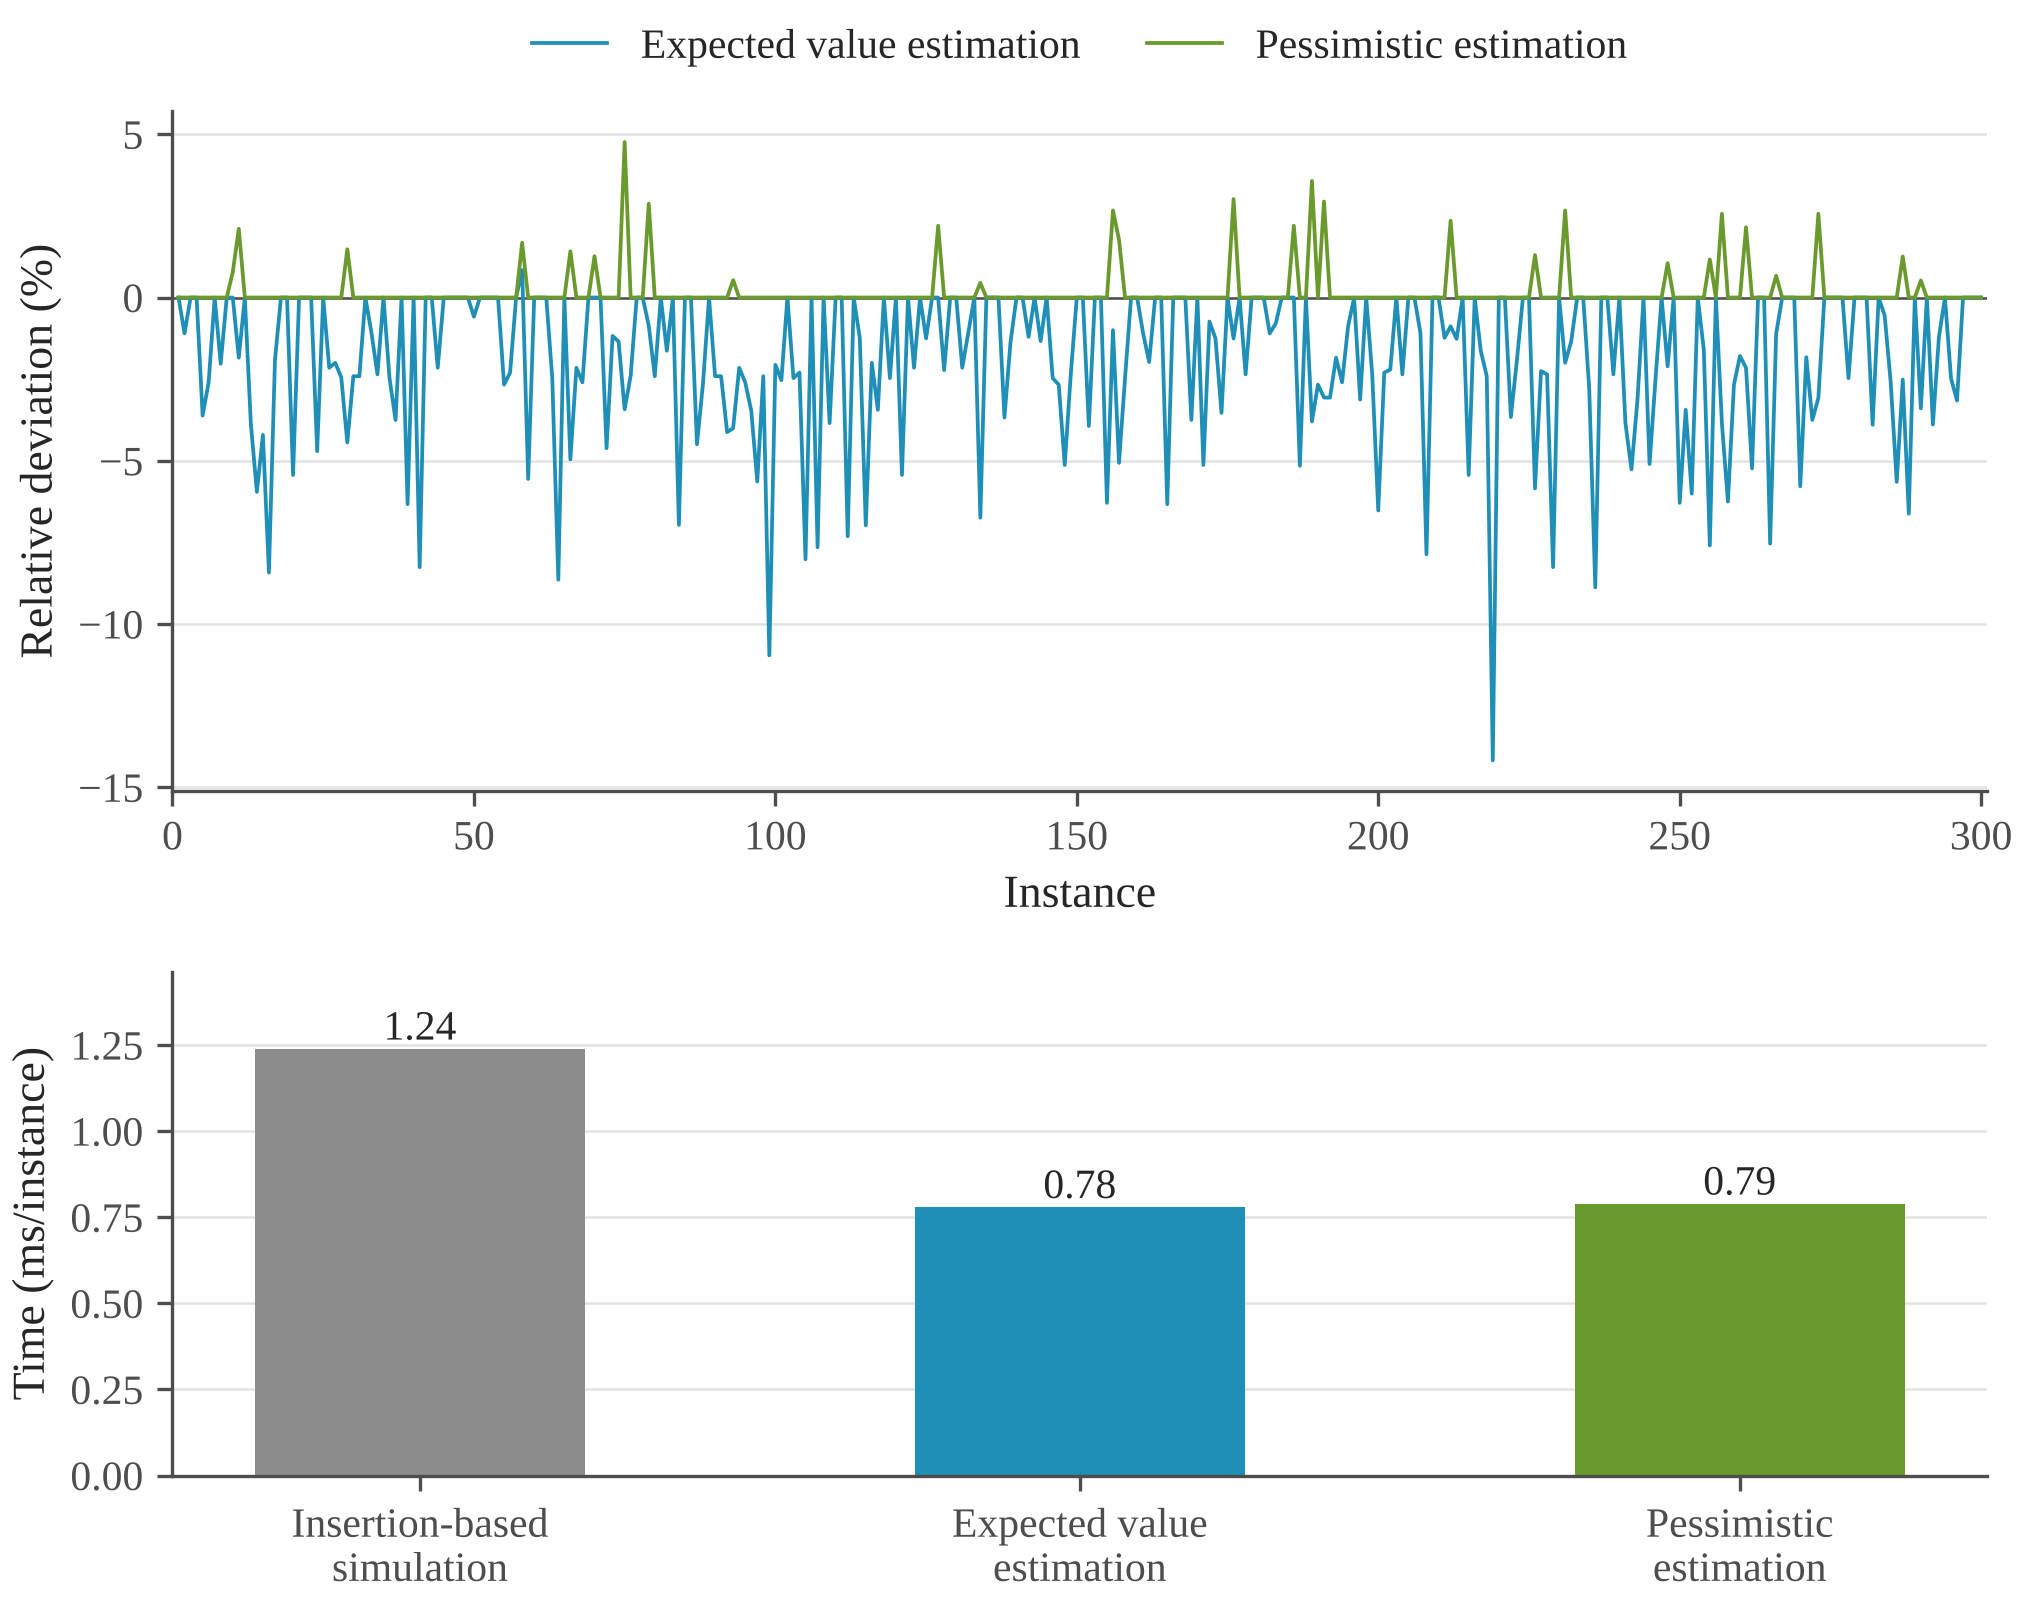 Expected value estimation
Pessimistic estimation
Relative deviation (%)
5
0
−5
−10
−15
0
50
100
150
200
250
300
Instance
Time (ms/instance)
1.25
1.00
0.75
0.50
0.25
0.00
1.24
0.78
0.79
Insertion-based
simulation
Expected value
estimation
Pessimistic
estimation